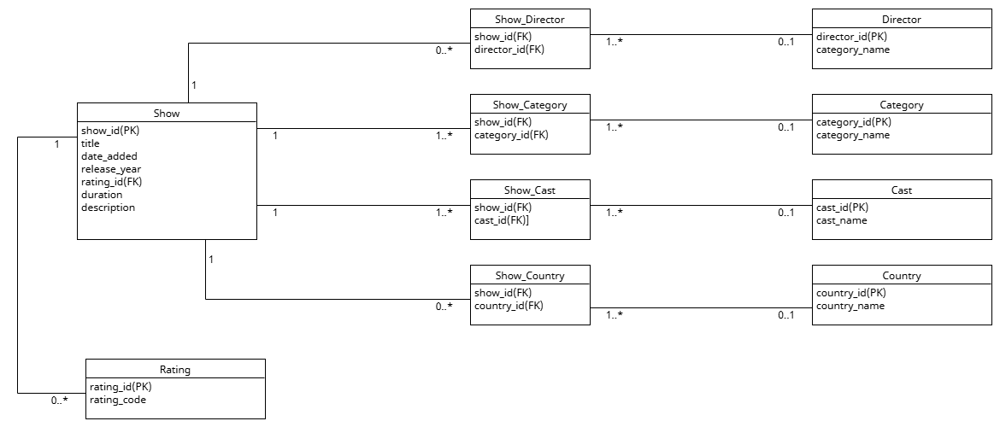 Show_Director
show_id(FK)
director_id(FK)
0..*
1..*
0..1
Director
director_id(PK)
category_name
1
Show
show_id(PK)
title
date_added
release_year
rating_id(FK)
duration
description
1
1
1..*
Show_Category
show_id(FK)
category_id(FK)
1..*
0..1
Category
category_id(PK)
category_name
1
1..*
Show_Cast
show_id(FK)
cast_id(FK)]
1..*
0..1
Cast
cast_id(PK)
cast_name
1
0..*
Show_Country
show_id(FK)
country_id(FK)
1..*
0..1
Country
country_id(PK)
country_name
0..*
Rating
rating_id(PK)
rating_code